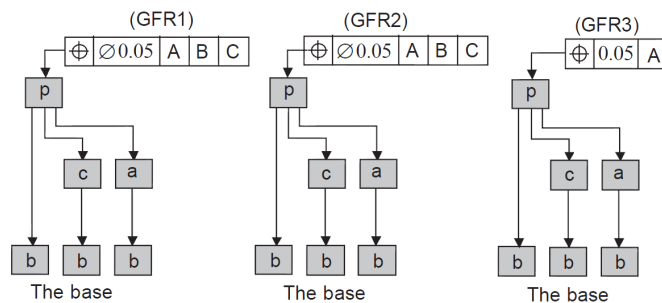 (GFR1) (GFR2) (GFR3)
⌖ ∅0.05 A B C ⌖ ∅0.05 A B C ⌖ 0.05 A
p p p
c a c a c a
b b b b b b b b b
The base The base The base